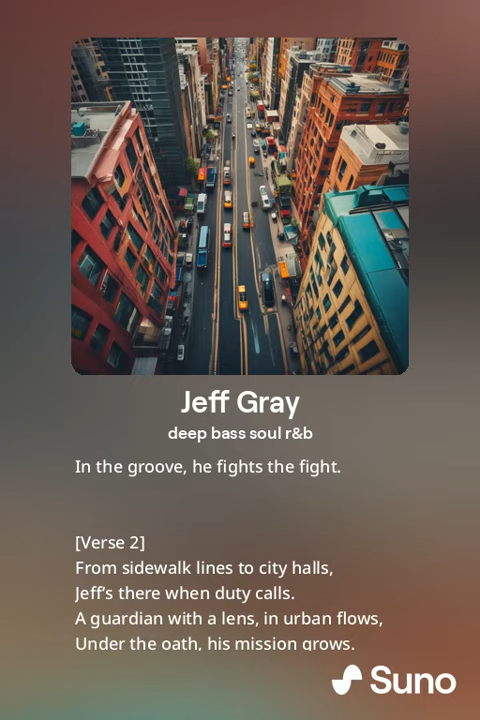 Jeff Gray
deep bass soul r&b
In the groove, he fights the fight.
[Verse 2]
From sidewalk lines to city halls,
Jeff’s there when duty calls.
A guardian with a lens, in urban flows,
Under the oath, his mission grows.
Suno